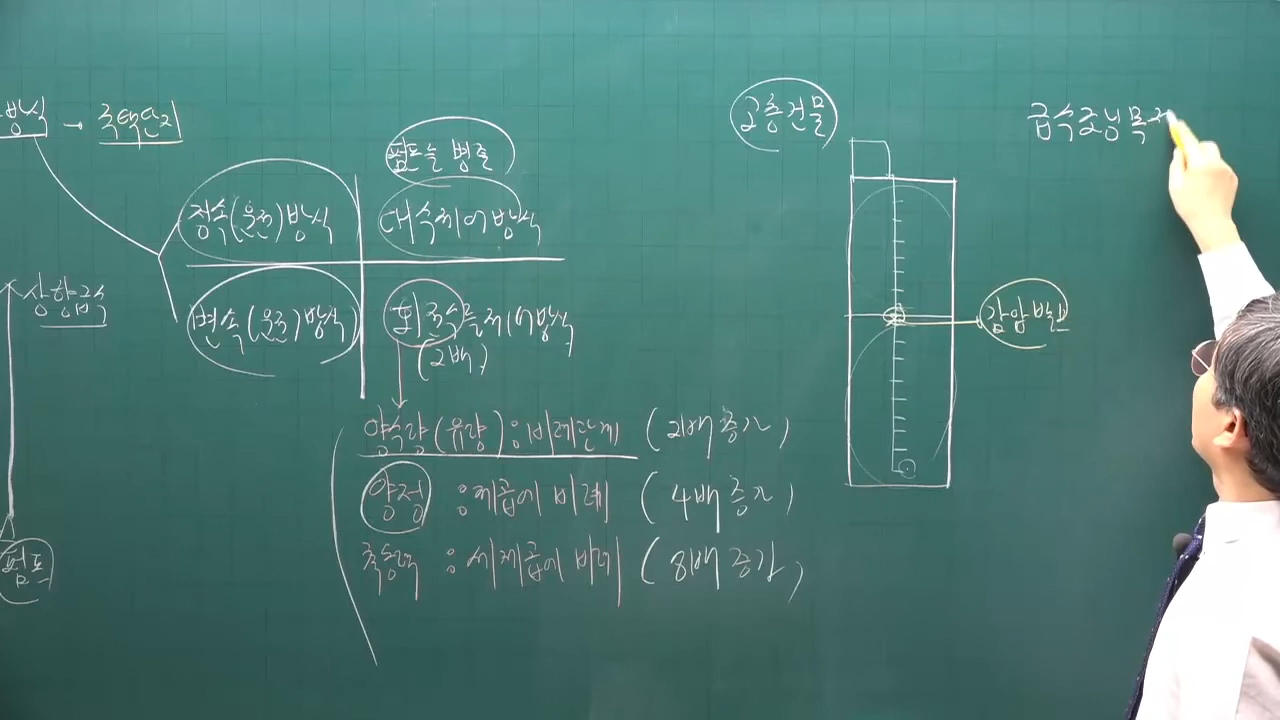 방식 → 주택단지
정속(운전)방식
변속(운전)방식
펌프를 병렬
대수제어방식
회전수를제어방식
(2배)
양수량(유량) : 비례관계 (2배증가)
양정 : 제곱에 비례 (4배증가)
축동력 : 세제곱에 비례 (8배증가)
상향급수
펌프
고층건물
감압밸브
급수조닝목